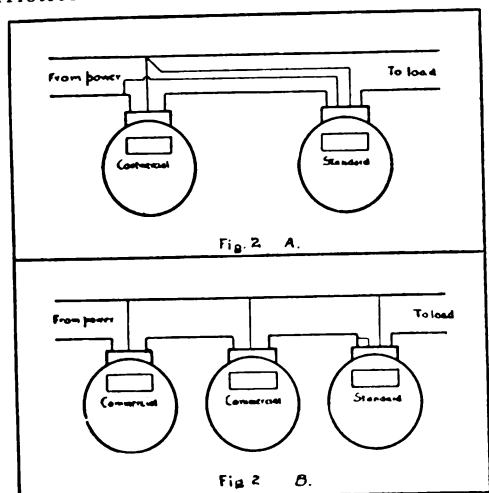 From power
To load
Commercial
Standard
Fig. 2 A.
From power
To load
Commercial
Commercial
Standard
Fig 2 B.